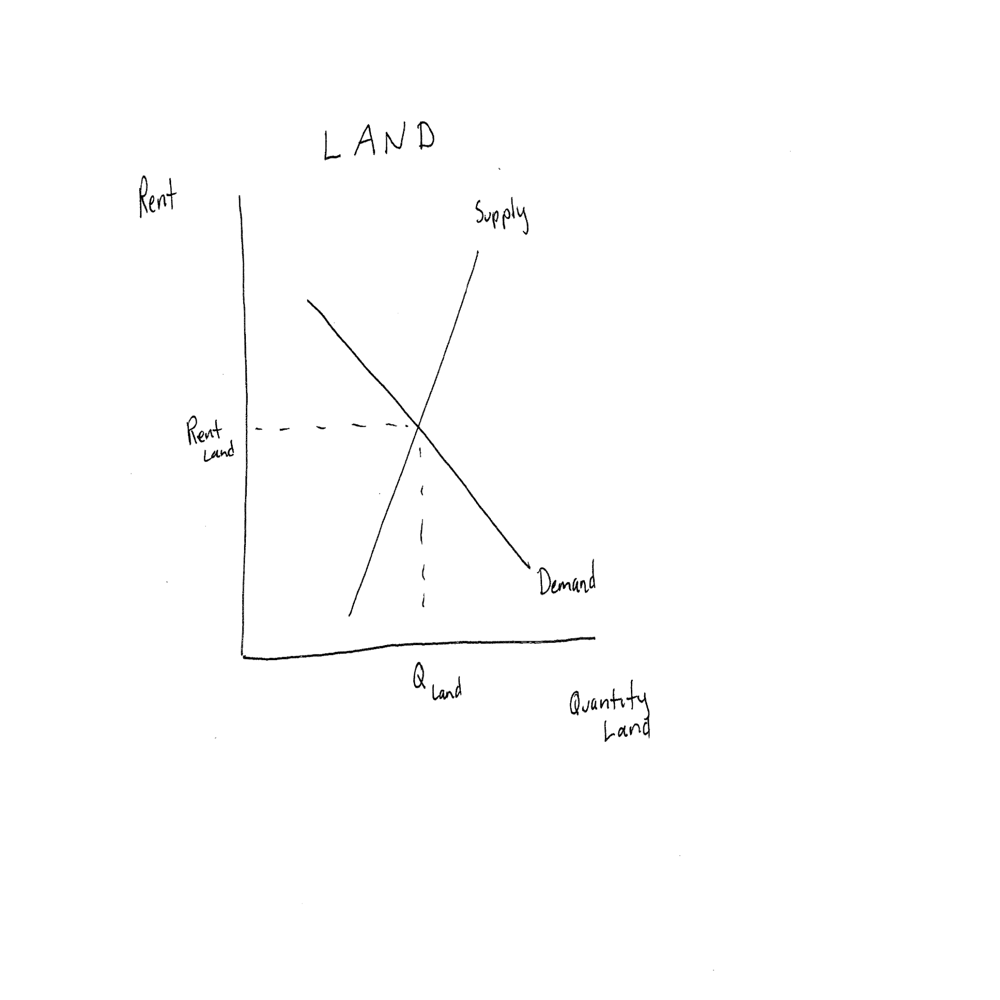 LAND
Rent
Supply
Rent
Land
Demand
Q Land
Quantity
Land